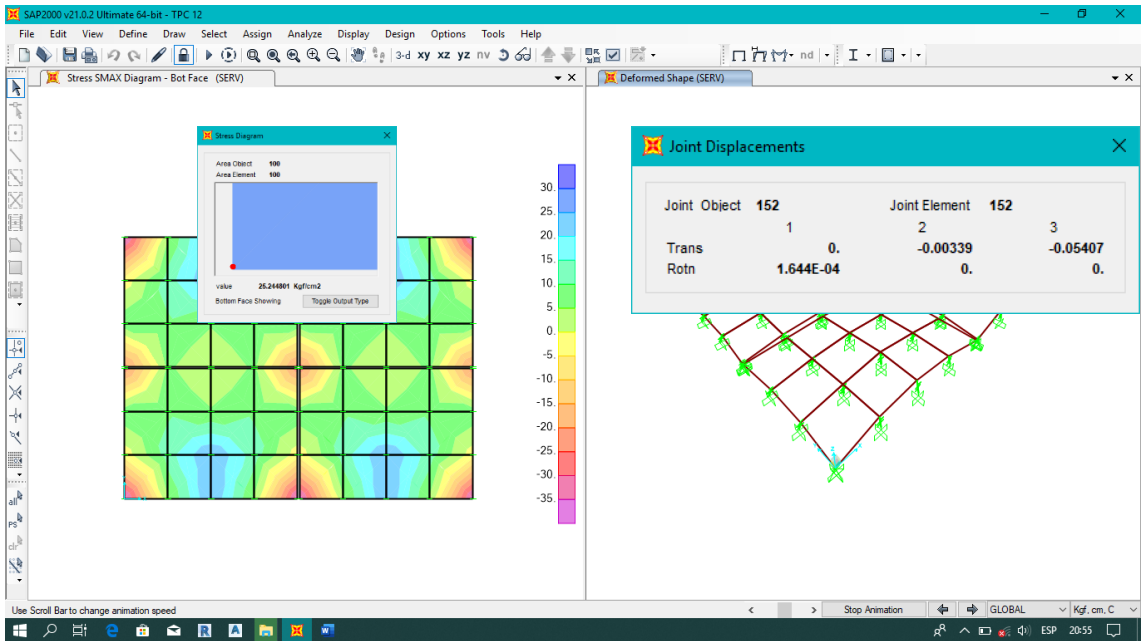 SAP2000 v21.0.2 Ultimate 64-bit - TPC 12
File Edit View Define Draw Select Assign Analyze Display Design Options Tools Help
3-d xy xz yz nv nd
Stress SMAX Diagram - Bot Face (SERV)
Deformed Shape (SERV)
Stress Diagram
Area Object 100
Area Element 100
value 25.244801 Kgf/cm2
Bottom Face Showing Toggle Output Type
30.
25.
20.
15.
10.
5.
0.
-5.
-10.
-15.
-20.
-25.
-30.
-35.
Joint Displacements
Joint Object 152 Joint Element 152
1 2 3
Trans 0. -0.00339 -0.05407
Rotn 1.644E-04 0. 0.
all
PS
clr
Use Scroll Bar to change animation speed
Stop Animation
GLOBAL
Kgf, cm, C
ESP 20:55